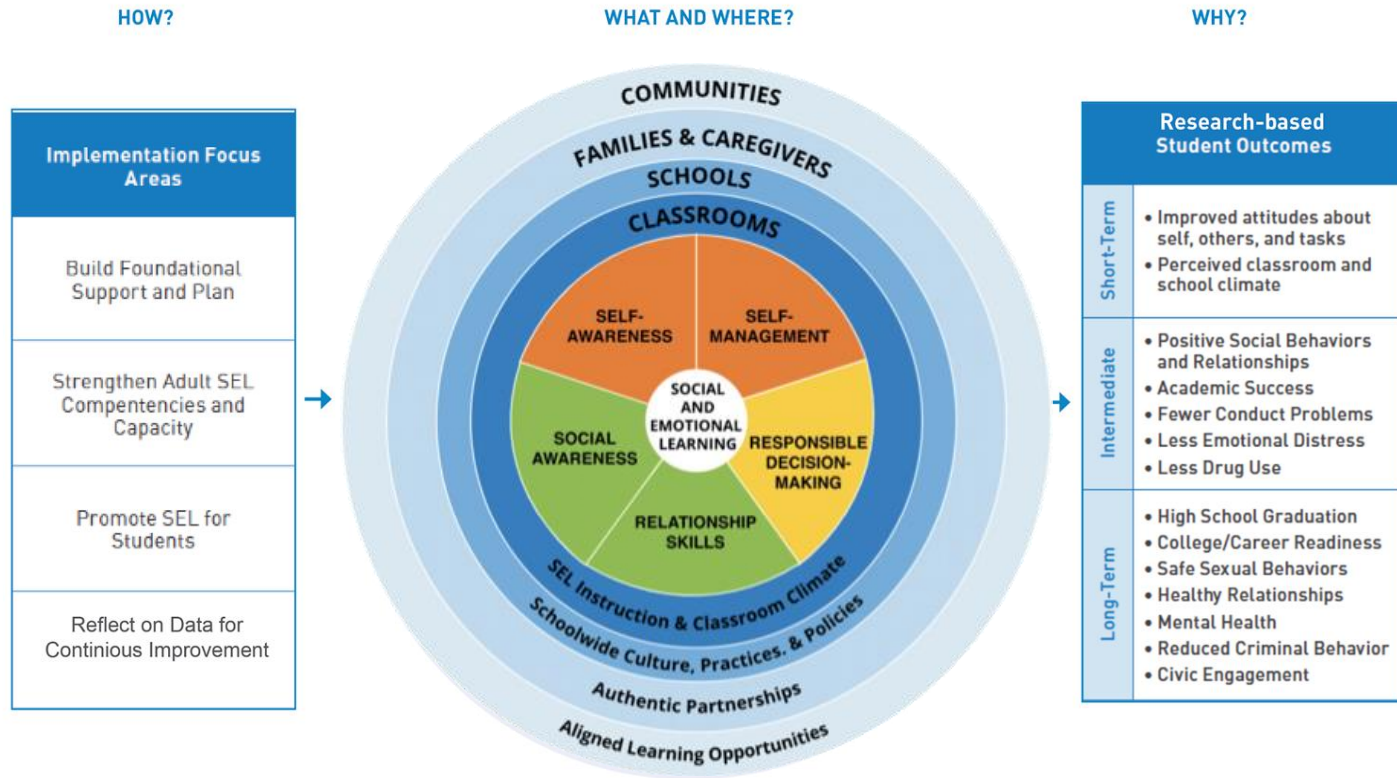 HOW?
WHAT AND WHERE?
WHY?
Implementation Focus
Areas
Build Foundational
Support and Plan
Strengthen Adult SEL
Compentencies and
Capacity
Promote SEL for
Students
Reflect on Data for
Continious Improvement
COMMUNITIES
FAMILIES & CAREGIVERS
SCHOOLS
CLASSROOMS
SELF-
AWARENESS
SELF-
MANAGEMENT
SOCIAL
AND
EMOTIONAL
LEARNING
SOCIAL
AWARENESS
RESPONSIBLE
DECISION-
MAKING
RELATIONSHIP
SKILLS
SEL Instruction & Classroom Climate
Schoolwide Culture, Practices. & Policies
Authentic Partnerships
Aligned Learning Opportunities
Research-based
Student Outcomes
Short-Term
• Improved attitudes about
self, others, and tasks
• Perceived classroom and
school climate
Intermediate
• Positive Social Behaviors
and Relationships
• Academic Success
• Fewer Conduct Problems
• Less Emotional Distress
• Less Drug Use
Long-Term
• High School Graduation
• College/Career Readiness
• Safe Sexual Behaviors
• Healthy Relationships
• Mental Health
• Reduced Criminal Behavior
• Civic Engagement